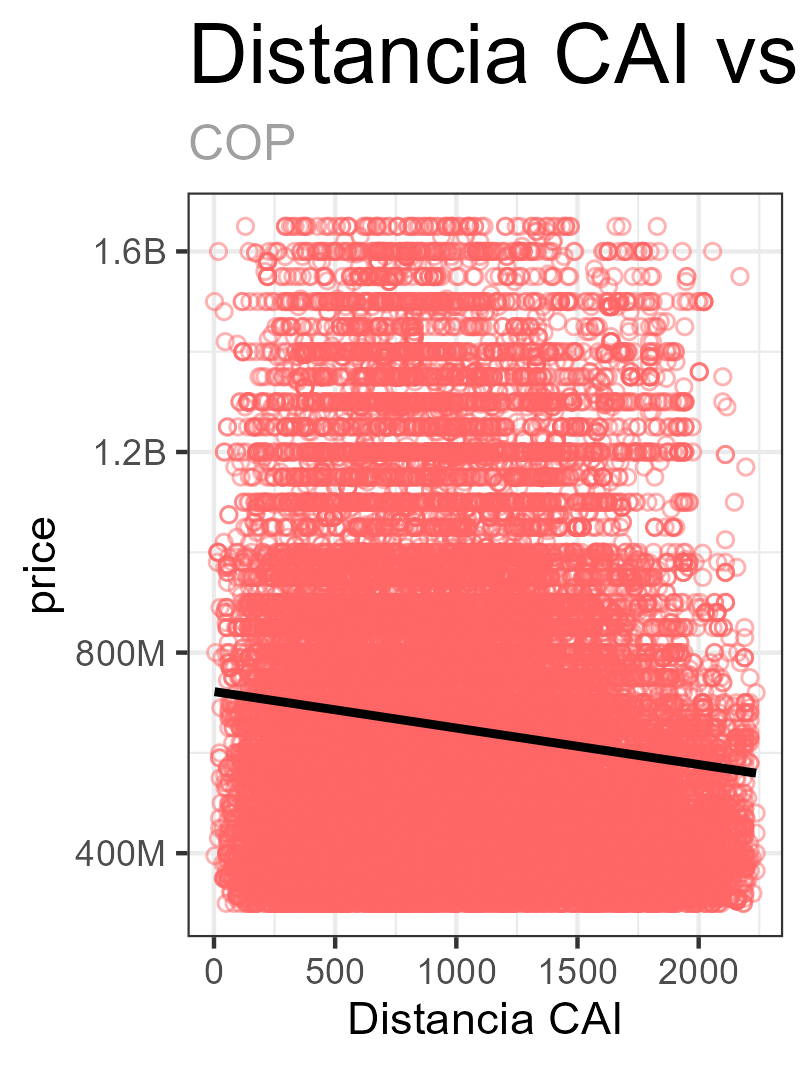 Distancia CAI vs
COP
1.6B
1.2B
800M
400M
price
0 500 1000 1500 2000
Distancia CAI